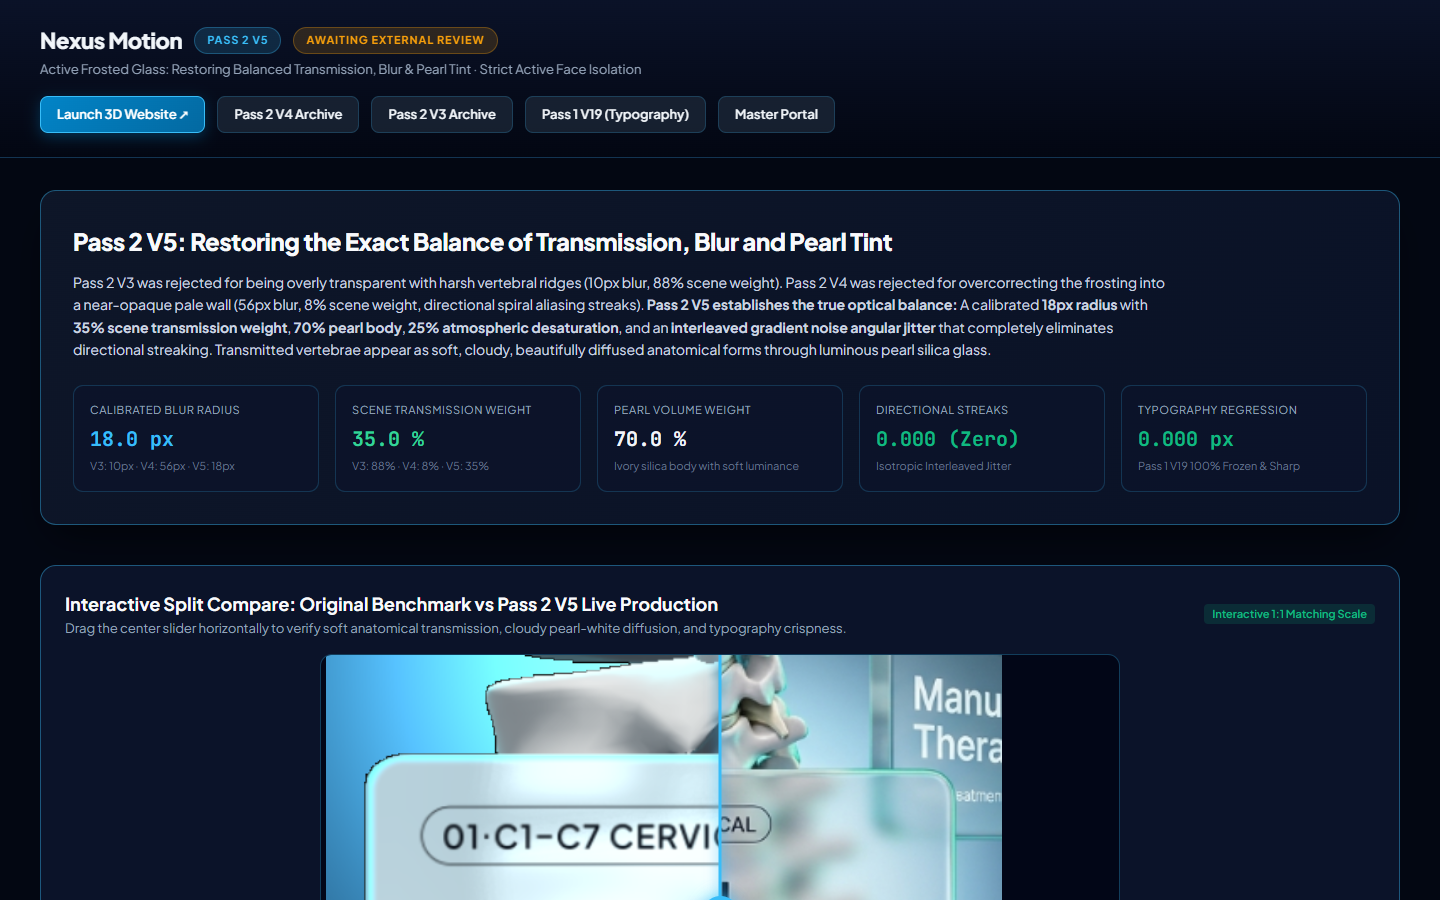 Nexus Motion
PASS 2 V5
AWAITING EXTERNAL REVIEW
Active Frosted Glass: Restoring Balanced Transmission, Blur & Pearl Tint · Strict Active Face Isolation
Launch 3D Website ↗
Pass 2 V4 Archive
Pass 2 V3 Archive
Pass 1 V19 (Typography)
Master Portal
Pass 2 V5: Restoring the Exact Balance of Transmission, Blur and Pearl Tint
Pass 2 V3 was rejected for being overly transparent with harsh vertebral ridges (10px blur, 88% scene weight). Pass 2 V4 was rejected for overcorrecting the frosting into
a near-opaque pale wall (56px blur, 8% scene weight, directional spiral aliasing streaks). Pass 2 V5 establishes the true optical balance: A calibrated 18px radius with
35% scene transmission weight, 70% pearl body, 25% atmospheric desaturation, and an interleaved gradient noise angular jitter that completely eliminates
directional streaking. Transmitted vertebrae appear as soft, cloudy, beautifully diffused anatomical forms through luminous pearl silica glass.
CALIBRATED BLUR RADIUS
18.0 px
V3: 10px · V4: 56px · V5: 18px
SCENE TRANSMISSION WEIGHT
35.0 %
V3: 88% · V4: 8% · V5: 35%
PEARL VOLUME WEIGHT
70.0 %
Ivory silica body with soft luminance
DIRECTIONAL STREAKS
0.000 (Zero)
Isotropic Interleaved Jitter
TYPOGRAPHY REGRESSION
0.000 px
Pass 1 V19 100% Frozen & Sharp
Interactive Split Compare: Original Benchmark vs Pass 2 V5 Live Production
Drag the center slider horizontally to verify soft anatomical transmission, cloudy pearl-white diffusion, and typography crispness.
Interactive 1:1 Matching Scale
01·C1–C7 CERVIC
CAL
Manu
Thera
eatmen